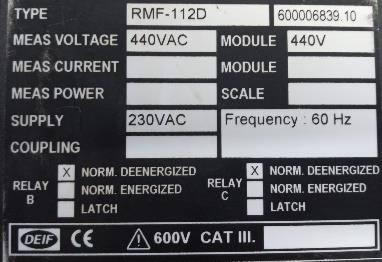 TYPE RMF-112D 600006839.10
MEAS VOLTAGE 440VAC MODULE 440V
MEAS CURRENT MODULE
MEAS POWER SCALE
SUPPLY 230VAC Frequency : 60 Hz
COUPLING
RELAY B X NORM. DEENERGIZED RELAY C X NORM. DEENERGIZED
NORM. ENERGIZED NORM. ENERGIZED
LATCH LATCH
DEIF CE 600V CAT III.